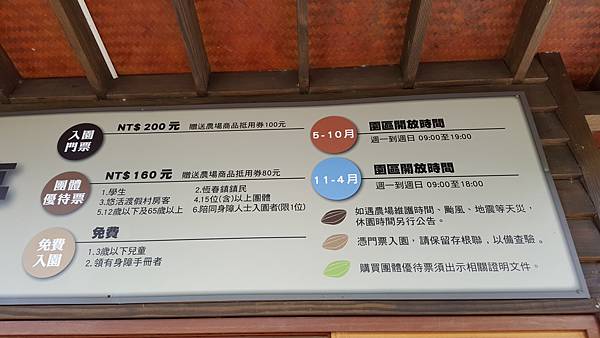 入園
門票
NT$ 200 元 贈送農場商品抵用券100元
團體
優待票
NT$ 160 元 贈送農場商品抵用券80元
1.學生 2.恆春鎮鎮民
3.悠活渡假村房客 4.15位(含)以上團體
5.12歲以下及65歲以上 6.陪同身障人士入園者(限1位)
免費
入園
免費
1.3歲以下兒童
2.領有身障手冊者
5-10月
園區開放時間
週一到週日 09:00至19:00
11-4月
園區開放時間
週一到週日 09:00至18:00
如遇農場維護時間、颱風、地震等天災，
休園時間另行公告。
憑門票入園，請保留存根聯，以備查驗。
購買團體優待票須出示相關證明文件。